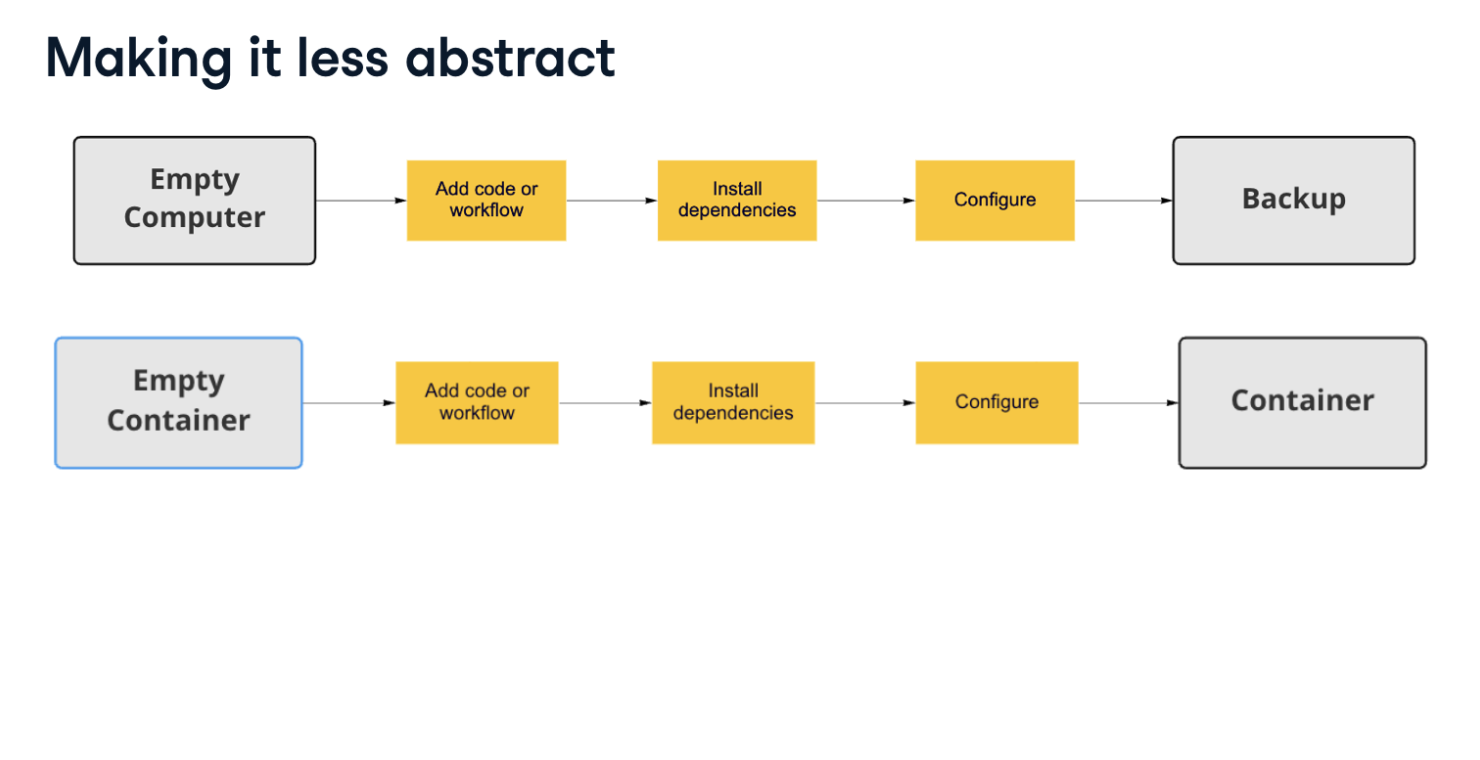 Making it less abstract
Empty
Computer
Add code or
workflow
Install
dependencies
Configure
Backup
Empty
Container
Add code or
workflow
Install
dependencies
Configure
Container